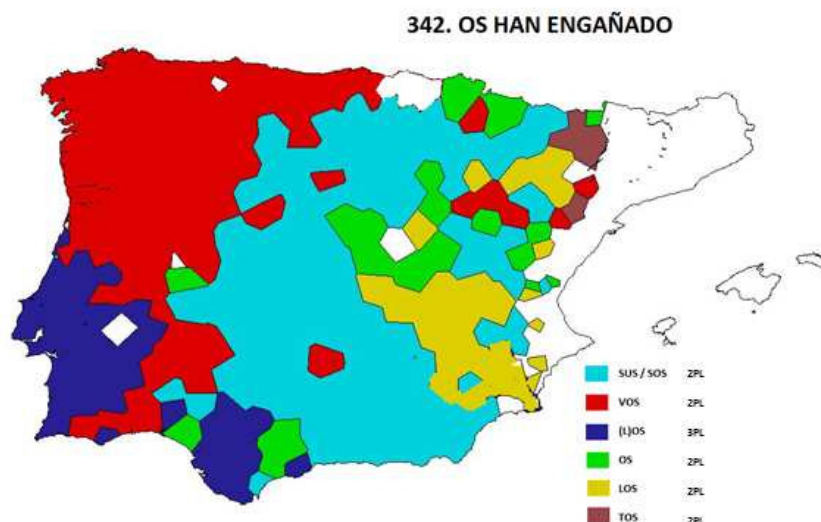 342. OS HAN ENGAÑADO
SUS / SOS 2PL
VOS 2PL
(L)OS 3PL
OS 2PL
LOS 2PL
TOS 2PL